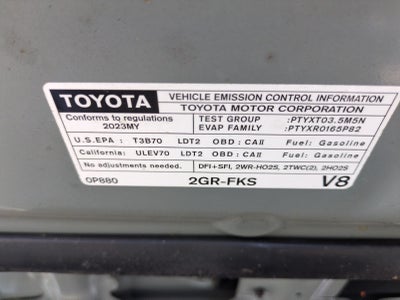 TOYOTA
VEHICLE EMISSION CONTROL INFORMATION
TOYOTA MOTOR CORPORATION
Conforms to regulations
2023MY
TEST GROUP :PTYXT03.5M5N
EVAP FAMILY :PTYXR0165P82
U.S.EPA : T3B70 LDT2 OBD : CAII Fuel: Gasoline
California: ULEV70 LDT2 OBD : CAII Fuel: Gasoline
No adjustments needed. DFI+SFI, 2WR-HO2S, 2TWC(2), 2HO2S
0P880 2GR-FKS V8